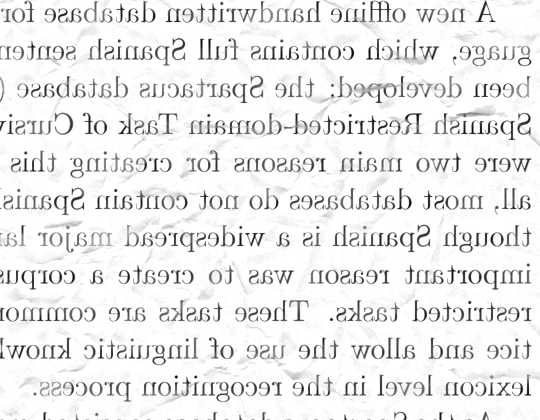 A new offline handwritten database for
guage, which contains full Spanish senten
been developed: the Spartacus database (
Spanish Restricted-domain Task of Cursiv
were two main reasons for creating this
all, most databases do not contain Spanis
though Spanish is a widespread major lan
important reason was to create a corpus
restricted tasks. These tasks are common
tice and allow the use of linguistic knowl
lexicon level in the recognition process.